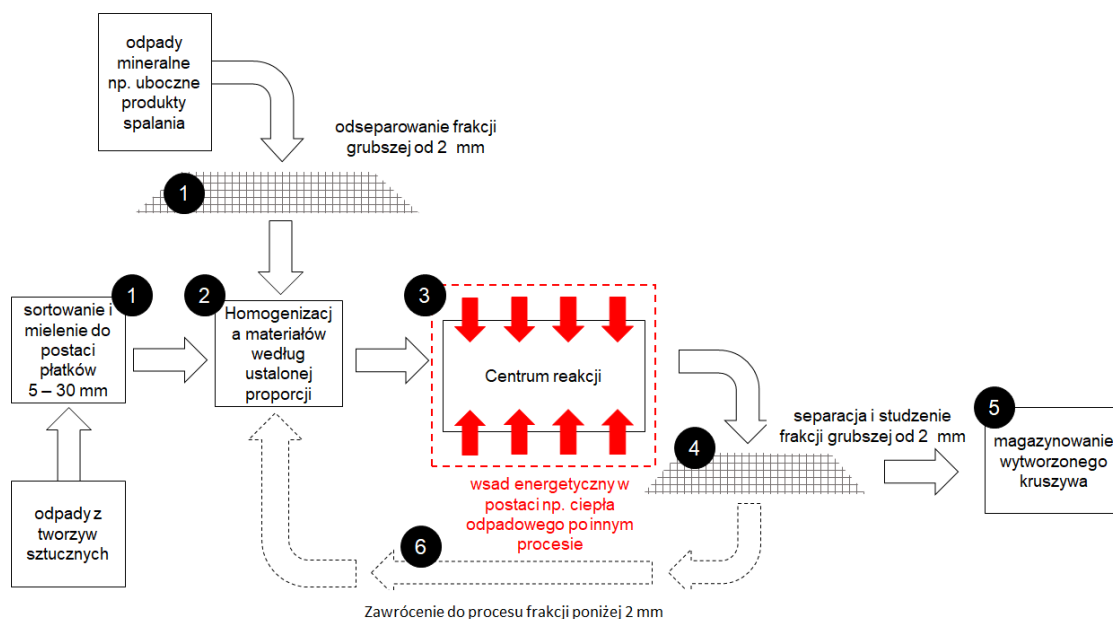 odpady
mineralne
np. uboczne
produkty
spalania
odseparowanie frakcji
grubszej od 2 mm
1
1
sortowanie i
mielenie do
postaci
płatków
5 – 30 mm
2
Homogenizacj
a materiałów
według
ustalonej
proporcji
3
Centrum reakcji
wsad energetyczny w
postaci np. ciepła
odpadowego po innym
procesie
separacja i studzenie
frakcji grubszej od 2 mm
4
5
magazynowanie
wytworzonego
kruszywa
odpady z
tworzyw
sztucznych
6
Zawrócenie do procesu frakcji poniżej 2 mm